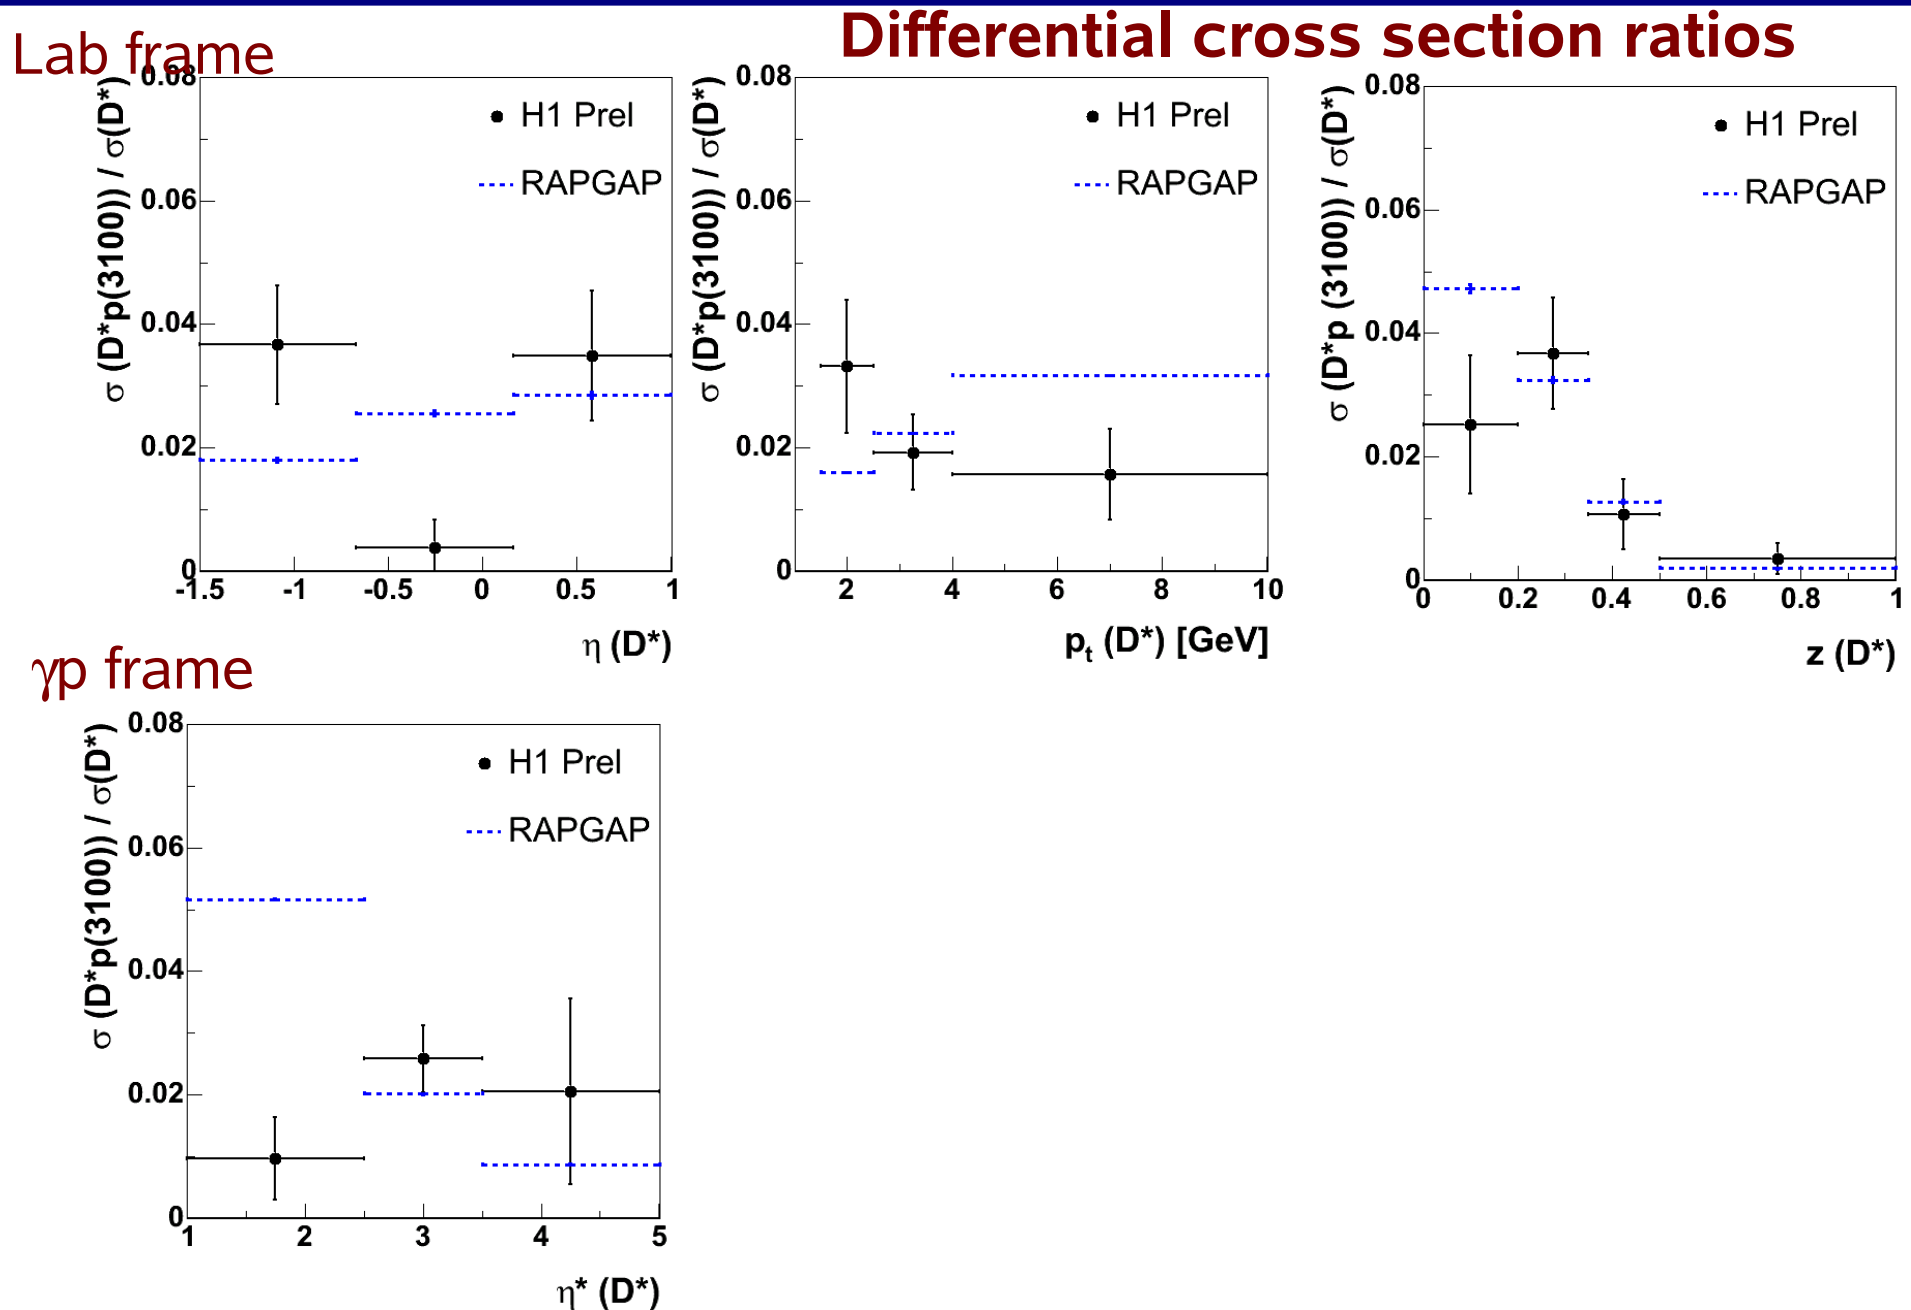 Lab frame
Differential cross section ratios
σ (D*p(3100)) / σ(D*)
0.08
0.06
0.04
0.02
0
H1 Prel
RAPGAP
-1.5 -1 -0.5 0 0.5 1
η (D*)
σ (D*p(3100)) / σ(D*)
0.08
0.06
0.04
0.02
0
H1 Prel
RAPGAP
2 4 6 8 10
pt (D*) [GeV]
σ (D*p (3100)) / σ(D*)
0.08
0.06
0.04
0.02
0
H1 Prel
RAPGAP
0 0.2 0.4 0.6 0.8 1
z (D*)
γp frame
σ (D*p(3100)) / σ(D*)
0.08
0.06
0.04
0.02
0
H1 Prel
RAPGAP
1 2 3 4 5
η* (D*)